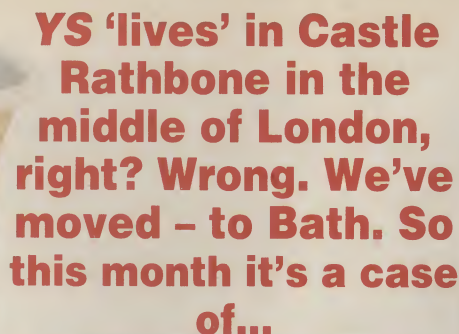 YS ‘lives’ in Castle
Rathbone in the
middle of London,
right? Wrong. We’ve
moved – to Bath. So
this month it’s a case
of...